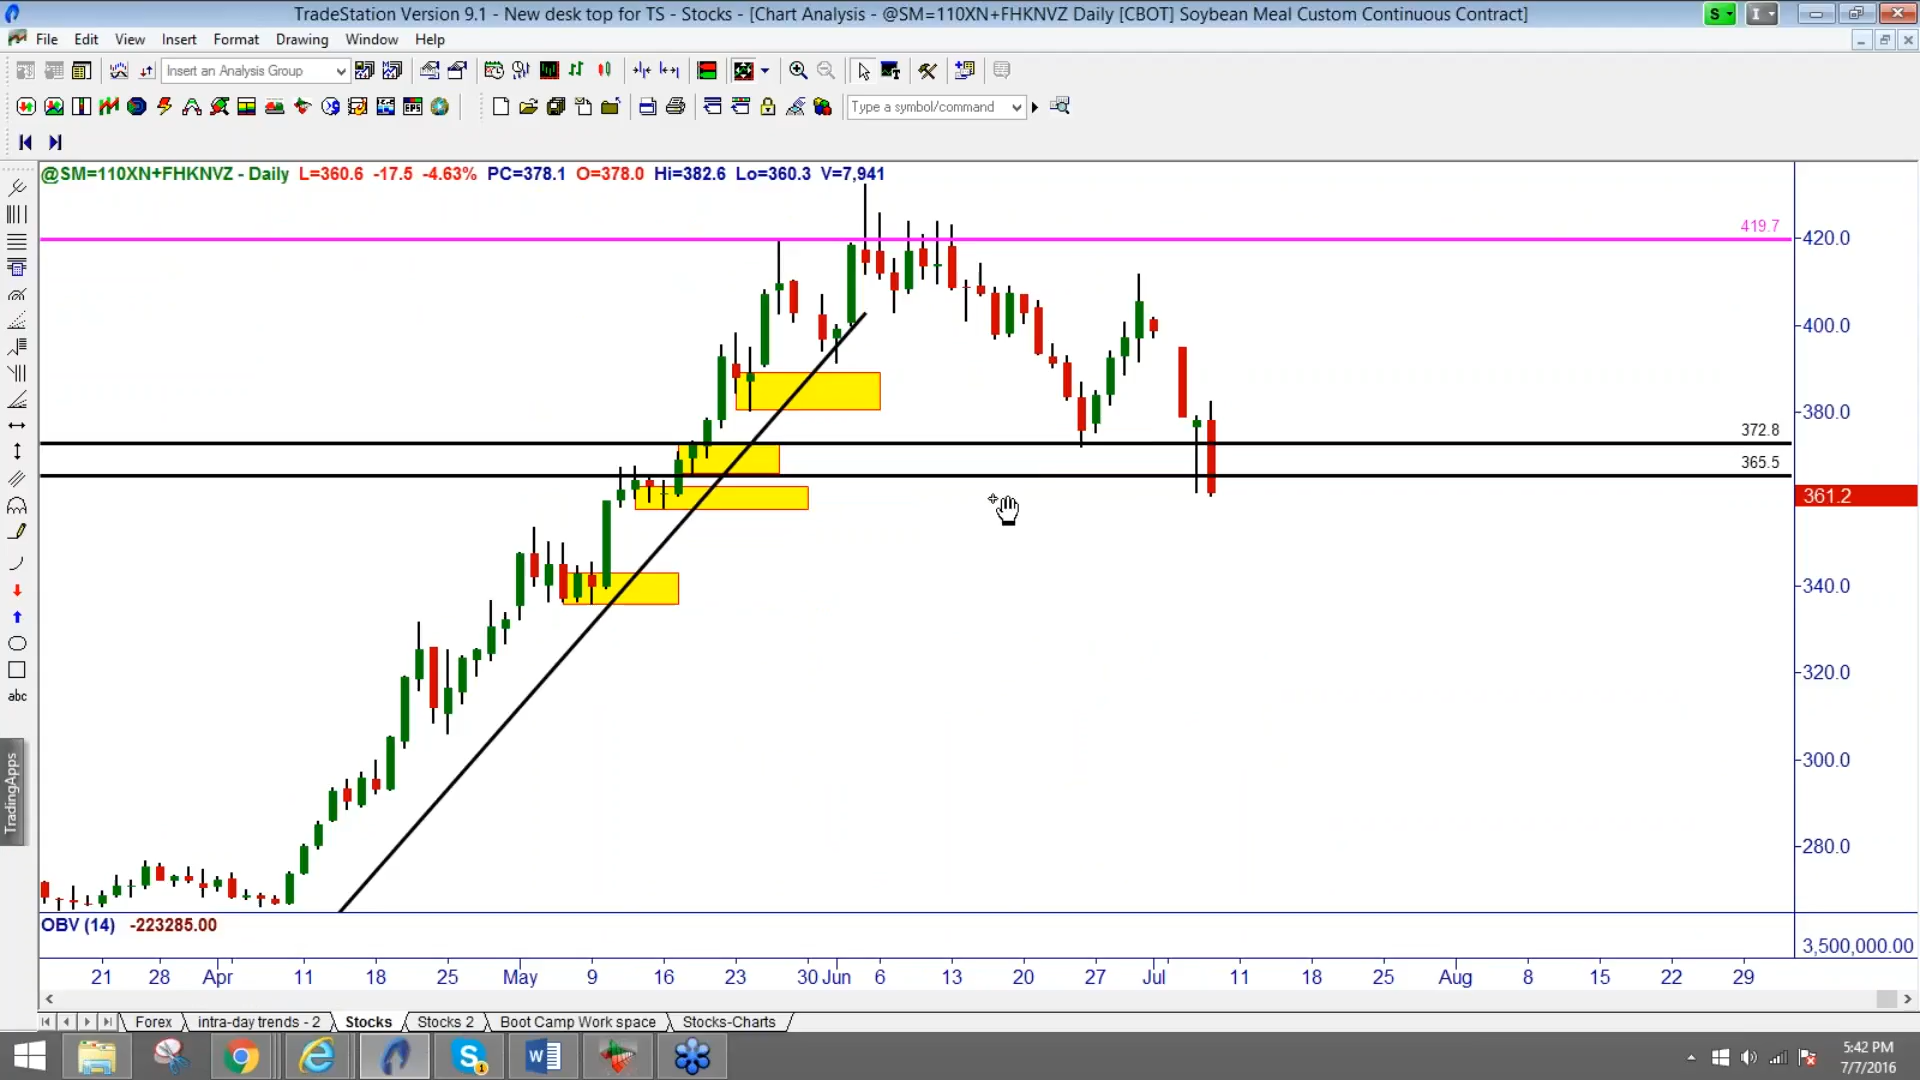 TradeStation Version 9.1 - New desk top for TS - Stocks - [Chart Analysis - @SM=110XN+FHKNVZ Daily [CBOT] Soybean Meal Custom Continuous Contract]
S
I
File Edit View Insert Format Drawing Window Help
Insert an Analysis Group
EPS
Type a symbol/command
@SM=110XN+FHKNVZ - Daily L=360.6 -17.5 -4.63% PC=378.1 O=378.0 Hi=382.6 Lo=360.3 V=7,941
419.7
420.0
400.0
380.0
372.8
365.5
361.2
340.0
320.0
300.0
280.0
abc
TradingApps
OBV (14) -223285.00
3,500,000.00
21 28 Apr 11 18 25 May 9 16 23 30 Jun 6 13 20 27 Jul 11 18 25 Aug 8 15 22 29
Forex intra-day trends - 2 Stocks Stocks 2 Boot Camp Work space Stocks-Charts
5:42 PM
7/7/2016